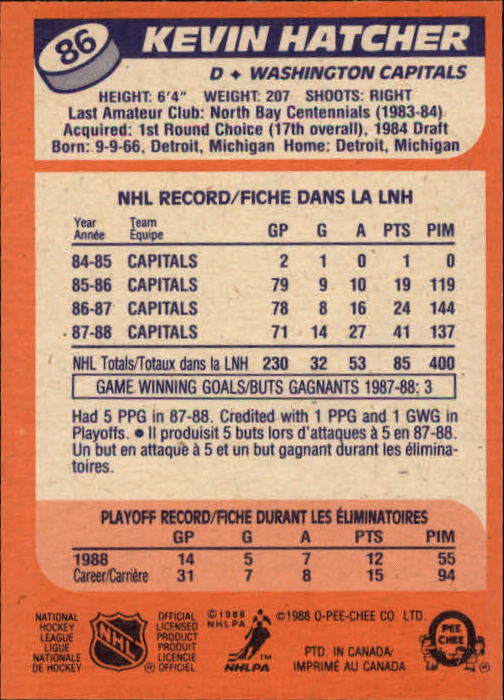 86
KEVIN HATCHER
D ♦ WASHINGTON CAPITALS
HEIGHT: 6'4" WEIGHT: 207 SHOOTS: RIGHT
Last Amateur Club: North Bay Centennials (1983-84)
Acquired: 1st Round Choice (17th overall), 1984 Draft
Born: 9-9-66, Detroit, Michigan Home: Detroit, Michigan
NHL RECORD/FICHE DANS LA LNH
Year Team
Année Équipe GP G A PTS PIM
84-85 CAPITALS 2 1 0 1 0
85-86 CAPITALS 79 9 10 19 119
86-87 CAPITALS 78 8 16 24 144
87-88 CAPITALS 71 14 27 41 137
NHL Totals/Totaux dans la LNH 230 32 53 85 400
GAME WINNING GOALS/BUTS GAGNANTS 1987-88: 3
Had 5 PPG in 87-88. Credited with 1 PPG and 1 GWG in
Playoffs. ● Il produisit 5 buts lors d'attaques à 5 en 87-88.
Un but en attaque à 5 et un but gagnant durant les élimina-
toires.
PLAYOFF RECORD/FICHE DURANT LES ÉLIMINATOIRES
GP G A PTS PIM
1988 14 5 7 12 55
Career/Carrière 31 7 8 15 94
NATIONAL
HOCKEY
LEAGUE
LIGUE
NATIONALE
DE HOCKEY
NHL
OFFICIAL
LICENSED
PRODUCT
PRODUIT
LICENCIÉ
® OFFICIEL
© 1988
NHLPA
TM
NHLPA
© 1988 O-PEE-CHEE CO. LTD.
PTD. IN CANADA/
IMPRIMÉ AU CANADA
O
PEE
CHEE
®